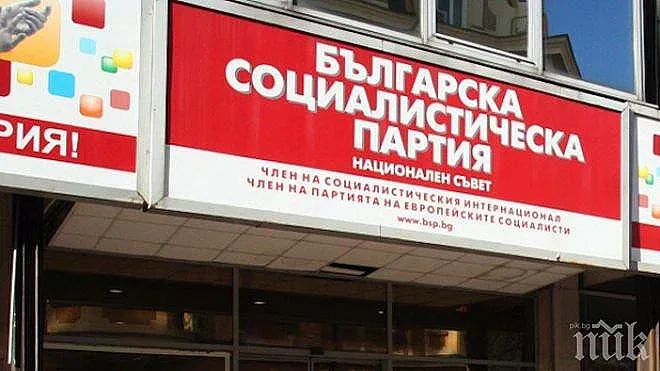 БЪЛГАРСКА
СОЦИАЛИСТИЧЕСКА
ПАРТИЯ
НАЦИОНАЛЕН СЪВЕТ
ЧЛЕН НА СОЦИАЛИСТИЧЕСКИЯ ИНТЕРНАЦИОНАЛ
ЧЛЕН НА ПАРТИЯТА НА ЕВРОПЕЙСКИТЕ СОЦИАЛИСТИ
www.bsp.bg
РИЯ!
pik.bg
пик